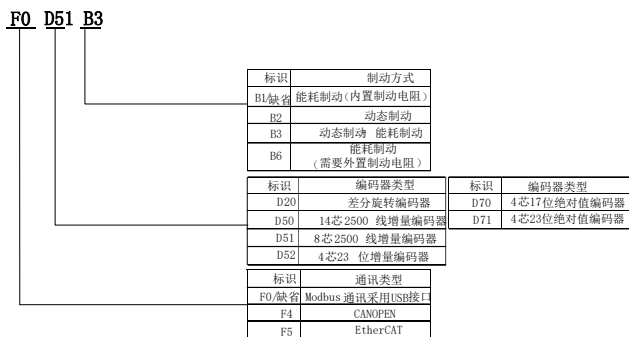 F0 D51 B3
标识 制动方式
B1/缺省 能耗制动(内置制动电阻)
B2 动态制动
B3 动态制动 能耗制动
B6 能耗制动
(需要外置制动电阻)
标识 编码器类型
D20 差分旋转编码器
D50 14芯2500 线增量编码器
D51 8芯2500 线增量编码器
D52 4芯23 位增量编码器
标识 编码器类型
D70 4芯17位绝对值编码器
D71 4芯23位绝对值编码器
标识 通讯类型
F0/缺省 Modbus 通讯采用USB接口
F4 CANOPEN
F5 EtherCAT